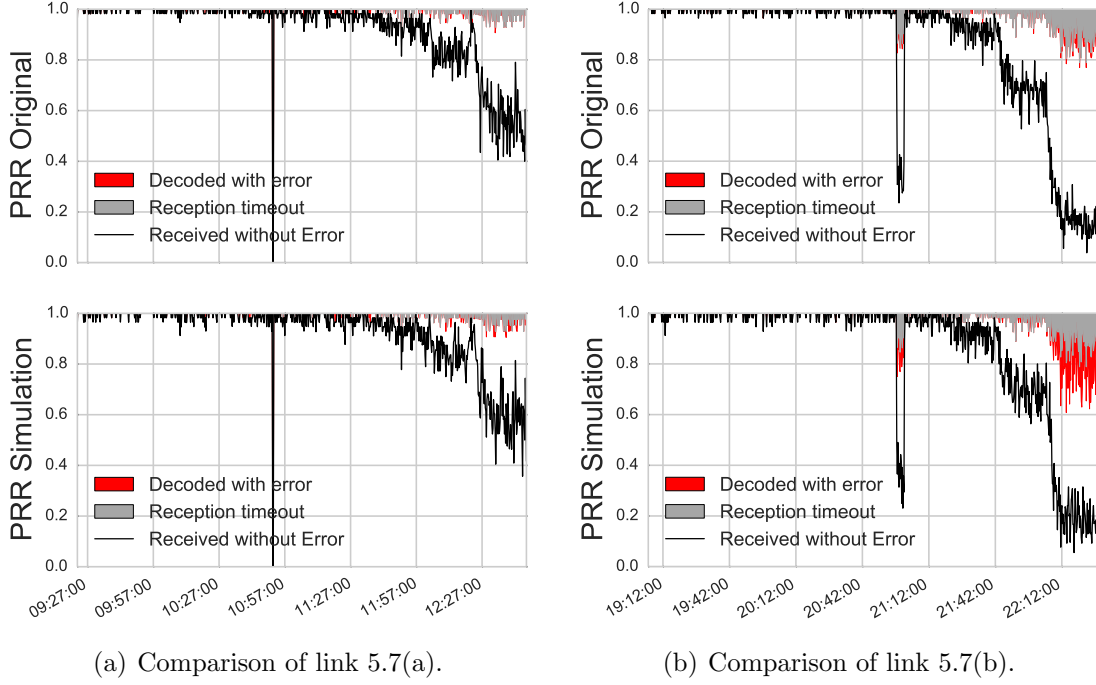 PRR Original
1.0
0.8
0.6
0.4
0.2
0.0
Decoded with error
Reception timeout
Received without Error
PRR Original
1.0
0.8
0.6
0.4
0.2
0.0
Decoded with error
Reception timeout
Received without Error
PRR Simulation
1.0
0.8
0.6
0.4
0.2
0.0
Decoded with error
Reception timeout
Received without Error
09:27:00
09:57:00
10:27:00
10:57:00
11:27:00
11:57:00
12:27:00
PRR Simulation
1.0
0.8
0.6
0.4
0.2
0.0
Decoded with error
Reception timeout
Received without Error
19:12:00
19:42:00
20:12:00
20:42:00
21:12:00
21:42:00
22:12:00
(a) Comparison of link 5.7(a).
(b) Comparison of link 5.7(b).